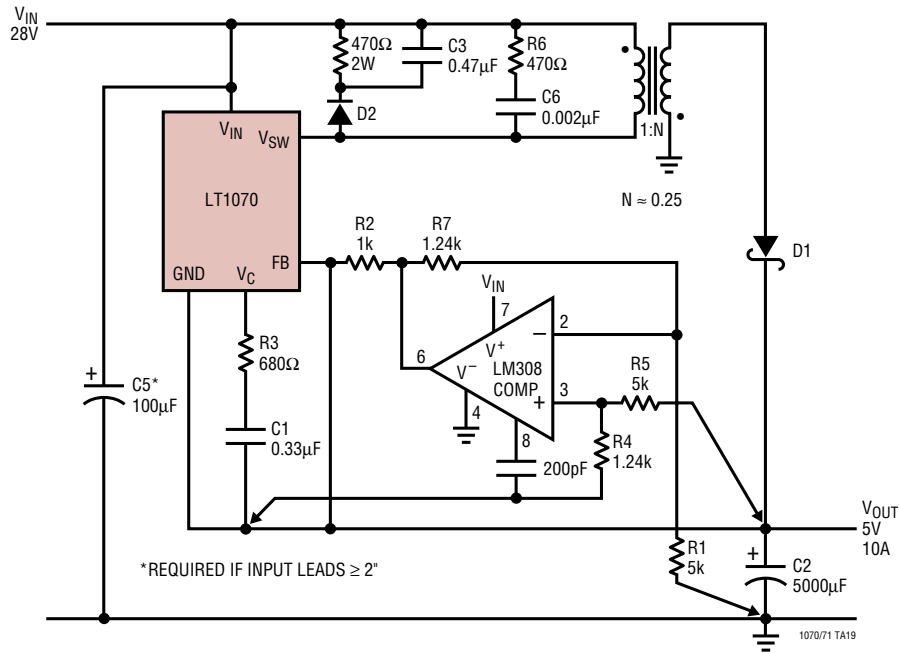 V_IN
28V
470Ω
2W
C3
0.47µF
R6
470Ω
D2
C6
0.002µF
1:N
N ≈ 0.25
V_IN
V_SW
LT1070
GND
V_C
FB
R2
1k
R7
1.24k
D1
V_IN
7
2
–
V+
6
V–
LM308
COMP
3
+
4
8
R5
5k
R4
1.24k
200pF
R3
680Ω
C1
0.33µF
+
C5*
100µF
V_OUT
5V
10A
*REQUIRED IF INPUT LEADS ≥ 2"
R1
5k
+
C2
5000µF
1070/71 TA19